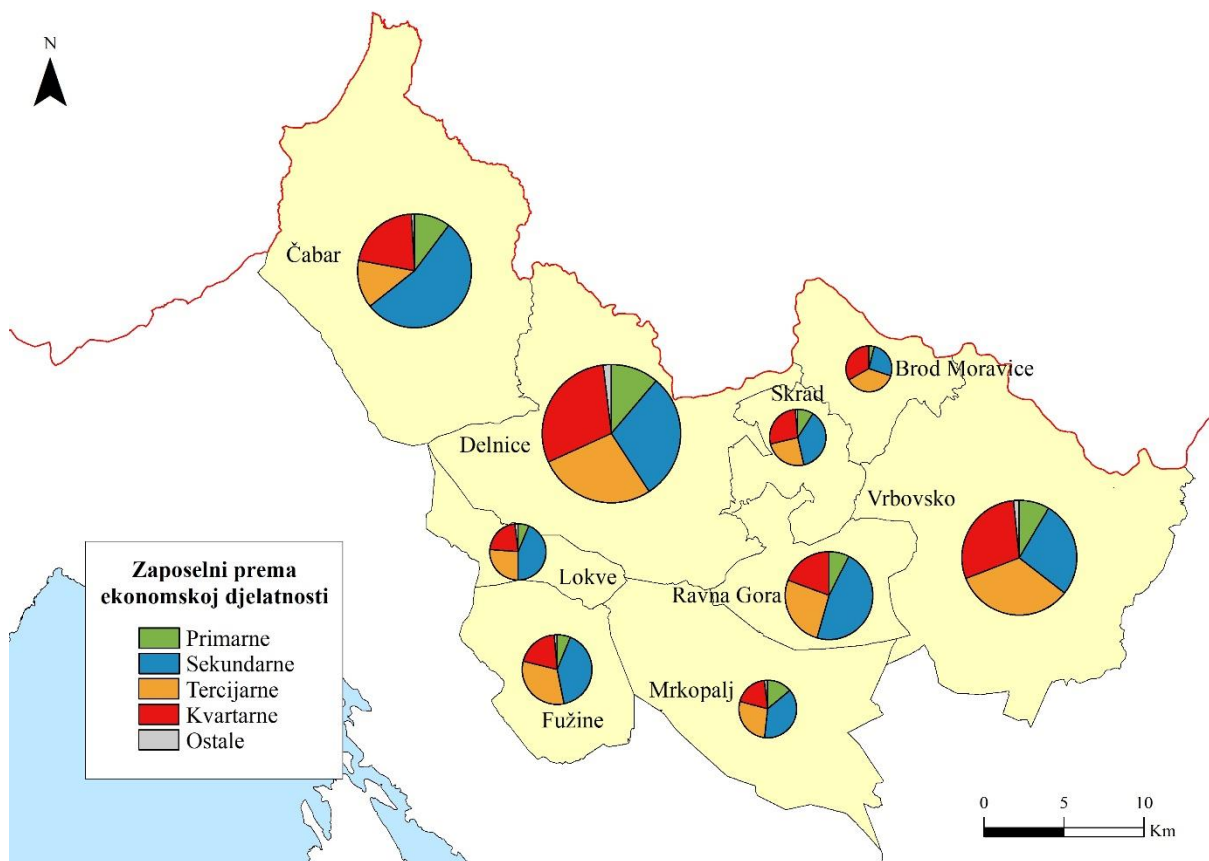 N
Čabar
Brod Moravice
Skrad
Delnice
Vrbovsko
Lokve
Ravna Gora
Mrkopalj
Fužine
Zaposelni prema
ekonomskoj djelatnosti
Primarne
Sekundarne
Tercijarne
Kvartarne
Ostale
0 5 10
Km